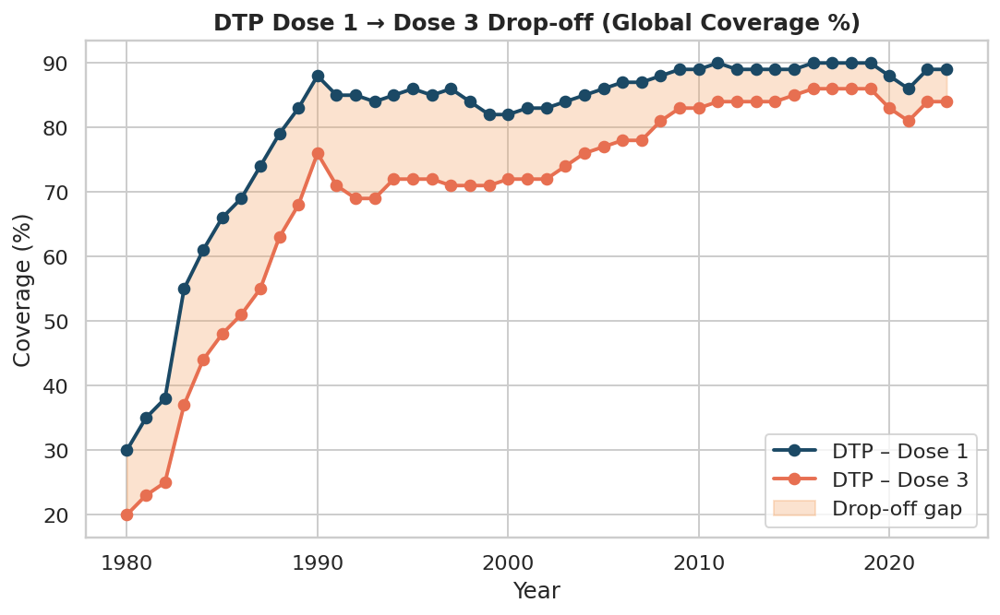 DTP Dose 1 → Dose 3 Drop-off (Global Coverage %)
Coverage (%)
90
80
70
60
50
40
30
20
1980
1990
2000
2010
2020
Year
DTP – Dose 1
DTP – Dose 3
Drop-off gap